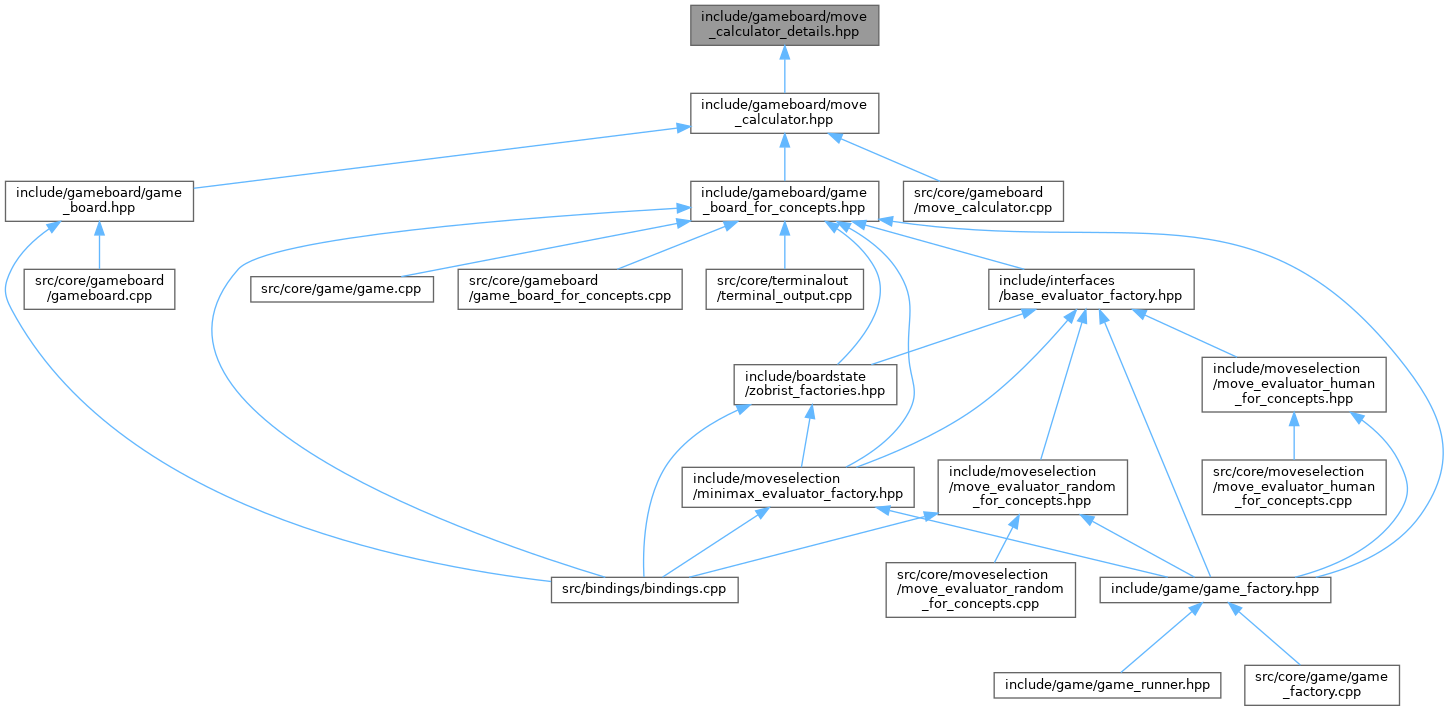 include/gameboard/move
_calculator_details.hpp
include/gameboard/move
_calculator.hpp
include/gameboard/game
_board.hpp
include/gameboard/game
_board_for_concepts.hpp
src/core/gameboard
/move_calculator.cpp
src/core/gameboard
/gameboard.cpp
src/core/game/game.cpp
src/core/gameboard
/game_board_for_concepts.cpp
src/core/terminalout
/terminal_output.cpp
include/interfaces
/base_evaluator_factory.hpp
include/boardstate
/zobrist_factories.hpp
include/moveselection
/move_evaluator_human
_for_concepts.hpp
include/moveselection
/minimax_evaluator_factory.hpp
include/moveselection
/move_evaluator_random
_for_concepts.hpp
src/core/moveselection
/move_evaluator_human
_for_concepts.cpp
src/bindings/bindings.cpp
src/core/moveselection
/move_evaluator_random
_for_concepts.cpp
include/game/game_factory.hpp
include/game/game_runner.hpp
src/core/game/game
_factory.cpp